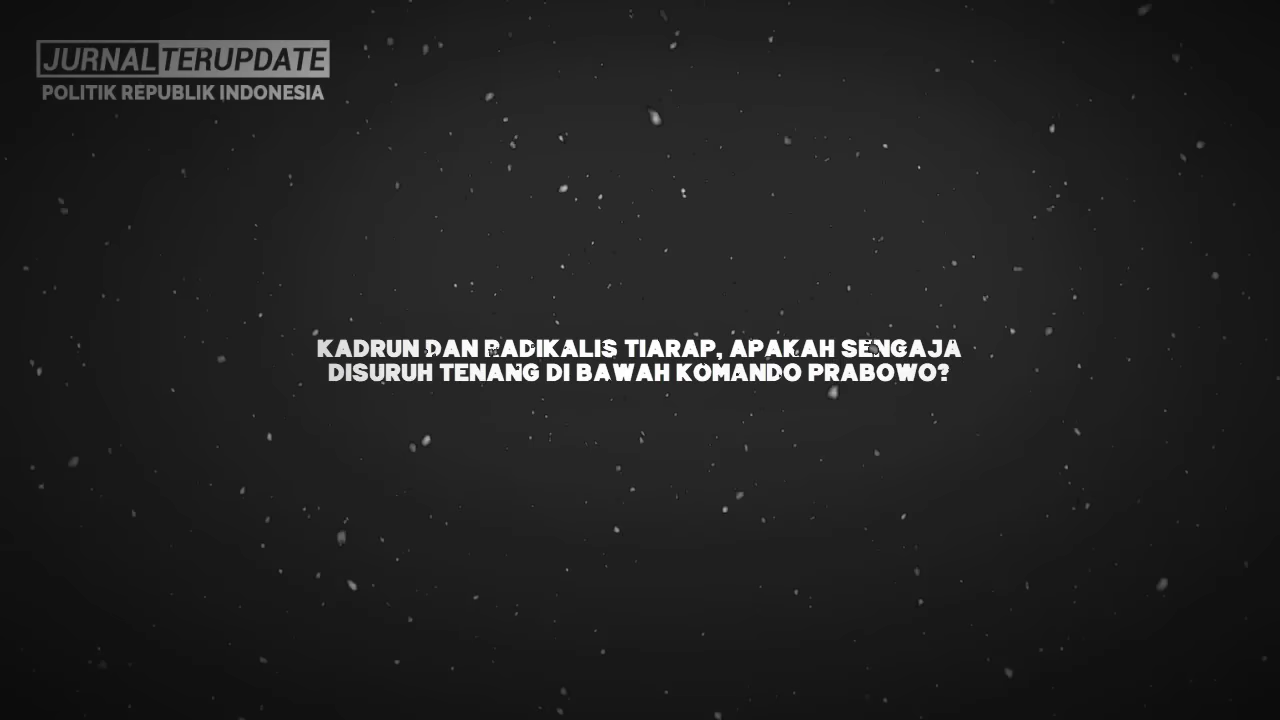 JURNALTERUPDATE
POLITIK REPUBLIK INDONESIA
KADRUN DAN RADIKALIS TIARAP, APAKAH SENGAJA
DISURUH TENANG DI BAWAH KOMANDO PRABOWO?